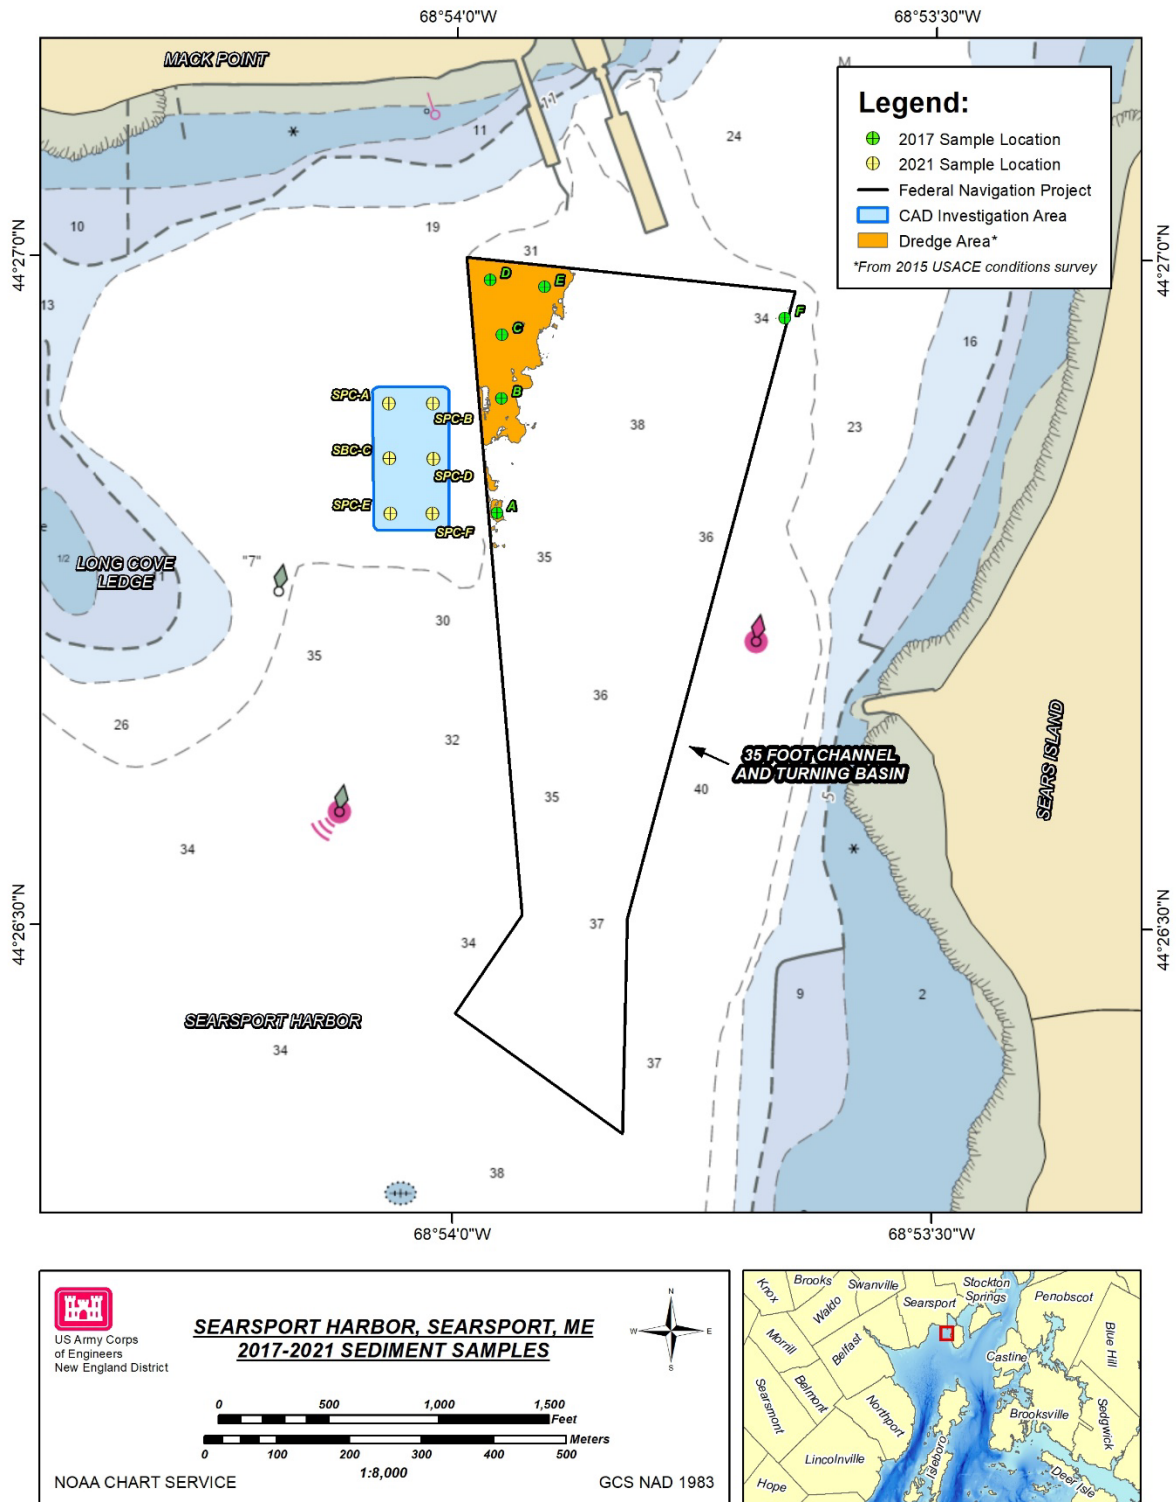 68°54'0"W
68°53'30"W
MACK POINT
M
Legend:
2017 Sample Location
2021 Sample Location
Federal Navigation Project
CAD Investigation Area
Dredge Area*
*From 2015 USACE conditions survey
11
11
24
10
19
31
44°27'0"N
44°27'0"N
D
E
13
34
F
C
16
SPC-A
SPC-B
B
38
23
SBC-C
SPC-D
SPC-E
SPC-F
A
36
35
1/2
1
LONG COVE
LEDGE
"7"
30
35
36
26
32
35 FOOT CHANNEL
AND TURNING BASIN
SEARS ISLAND
35
40
5
34
44°26'30"N
44°26'30"N
34
37
9
2
SEARSPORT HARBOR
34
37
38
68°54'0"W
68°53'30"W
US Army Corps
of Engineers
New England District
SEARSPORT HARBOR, SEARSPORT, ME
2017-2021 SEDIMENT SAMPLES
N
W
E
S
0 500 1,000 1,500
Feet
Meters
0 100 200 300 400 500
1:8,000
NOAA CHART SERVICE
GCS NAD 1983
Knox
Brooks
Swanville
Stockton
Springs
Waldo
Searsport
Penobscot
Morrill
Belfast
Blue Hill
Castine
Searsmont
Belmont
Northport
Brooksville
Sedgwick
Lincolnville
Isleboro
Deer Isle
Hope